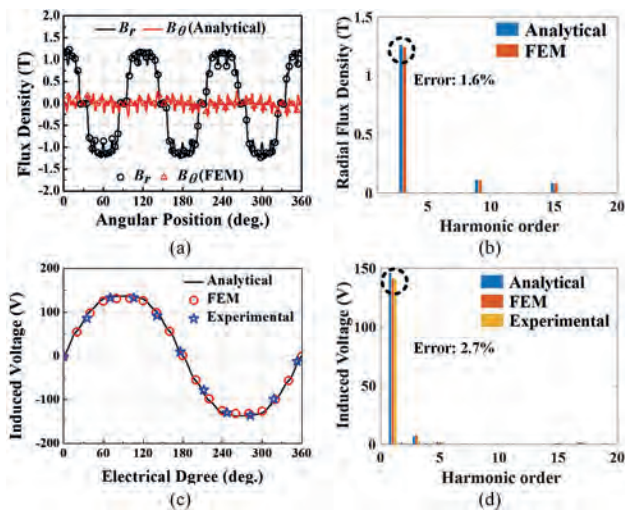 Br Bθ(Analytical)
Flux Density (T)
2.0
1.5
1.0
0.5
0.0
-0.5
-1.0
-1.5
-2.0
Br Bθ(FEM)
0 60 120 180 240 300 360
Angular Position (deg.)
(a)
Radial Flux Density (T)
1.5
1
0.5
0
Analytical
FEM
Error: 1.6%
5 10 15 20
Harmonic order
(b)
Induced Voltage (V)
200
100
0
-100
-200
Analytical
FEM
Experimental
0 60 120 180 240 300 360
Electrical Dgree (deg.)
(c)
Induced Voltage (V)
150
100
50
0
Analytical
FEM
Experimental
Error: 2.7%
5 10 15 20
Harmonic order
(d)